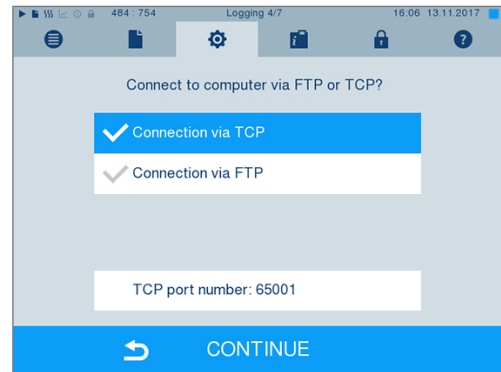 484 : 754 Logging 4/7 16:06 13.11.2017
Connect to computer via FTP or TCP?
Connection via TCP
Connection via FTP
TCP port number: 65001
CONTINUE